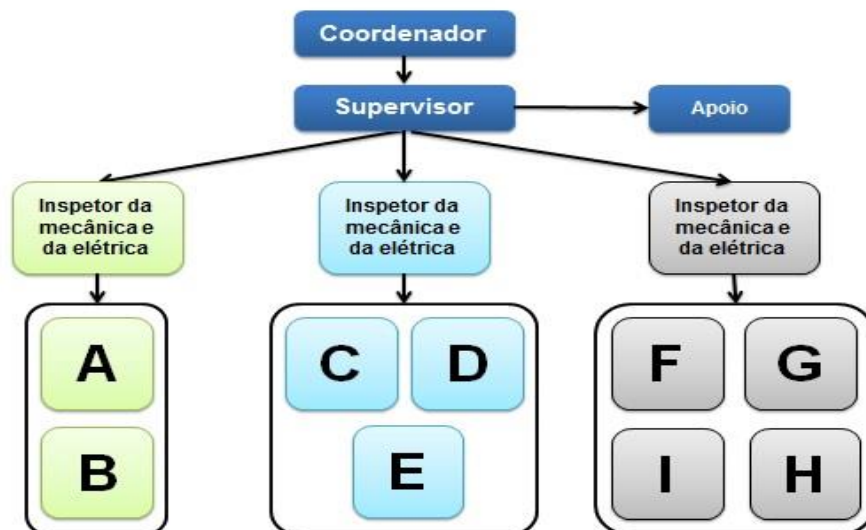 Coordenador
Supervisor
Apoio
Inspetor da
mecânica e
da elétrica
Inspetor da
mecânica e
da elétrica
Inspetor da
mecânica e
da elétrica
A
B
C D
E
F G
I H